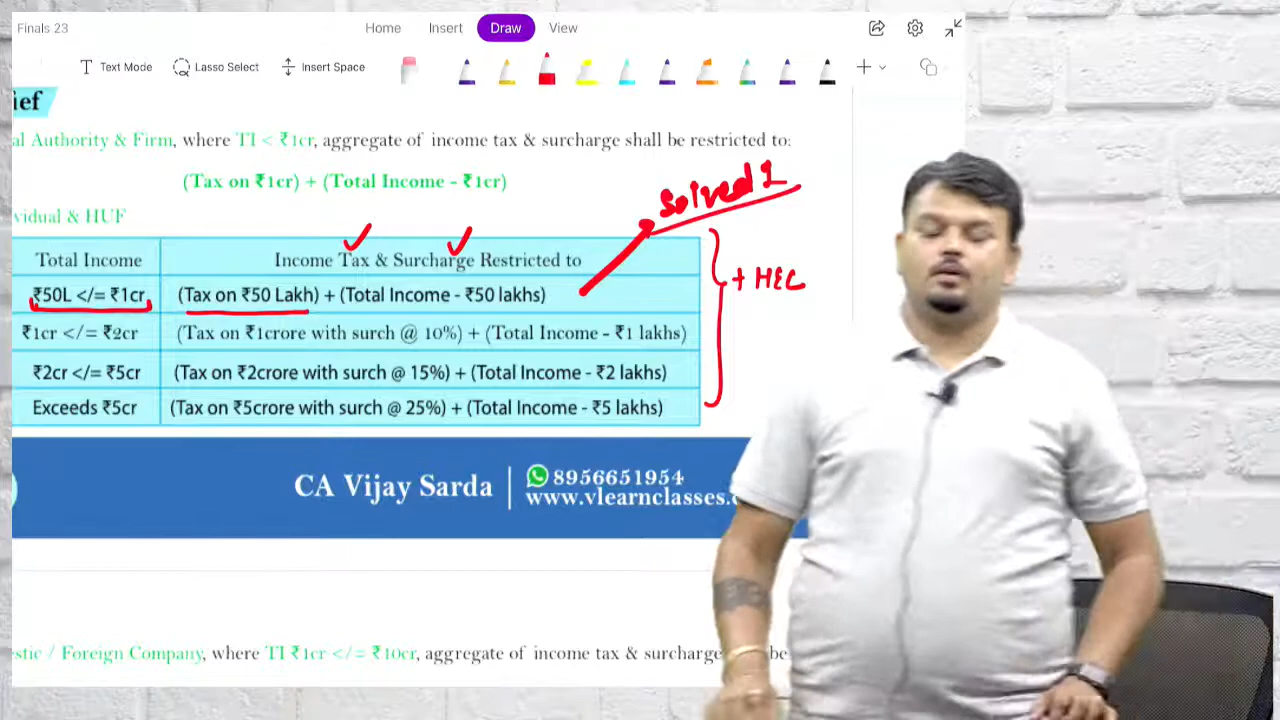 Finals 23
Home Insert Draw View
Text Mode Lasso Select Insert Space
ief
al Authority & Firm, where TI < ₹1cr, aggregate of income tax & surcharge shall be restricted to:
(Tax on ₹1cr) + (Total Income - ₹1cr)
Solved 1
ividual & HUF
Total Income Income Tax & Surcharge Restricted to
+ HEC
₹50L </= ₹1cr (Tax on ₹50 Lakh) + (Total Income - ₹50 lakhs)
₹1cr </= ₹2cr (Tax on ₹1crore with surch @ 10%) + (Total Income - ₹1 lakhs)
₹2cr </= ₹5cr (Tax on ₹2crore with surch @ 15%) + (Total Income - ₹2 lakhs)
Exceeds ₹5cr (Tax on ₹5crore with surch @ 25%) + (Total Income - ₹5 lakhs)
CA Vijay Sarda
8956651954
www.vlearnclasses.c
stic / Foreign Company, where TI ₹1cr </= ₹10cr, aggregate of income tax & surcharge be